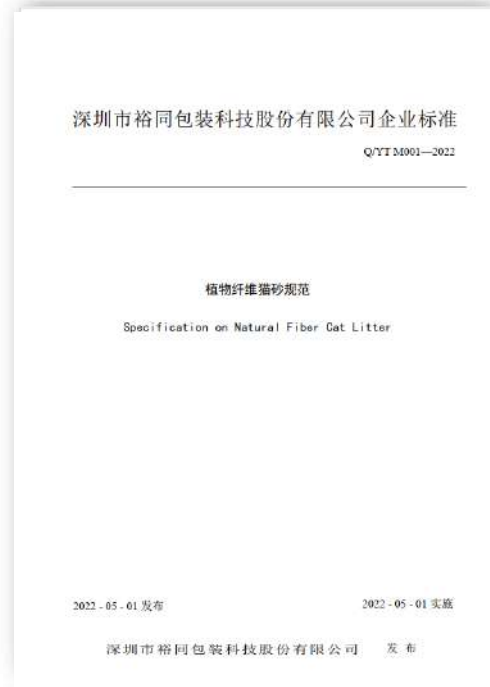 深圳市裕同包装科技股份有限公司企业标准
Q/YT M001—2022
植物纤维猫砂规范
Specification on Natural Fiber Cat Litter
2022 - 05 - 01 发布
2022 - 05 - 01 实施
深圳市裕同包装科技股份有限公司 发 布